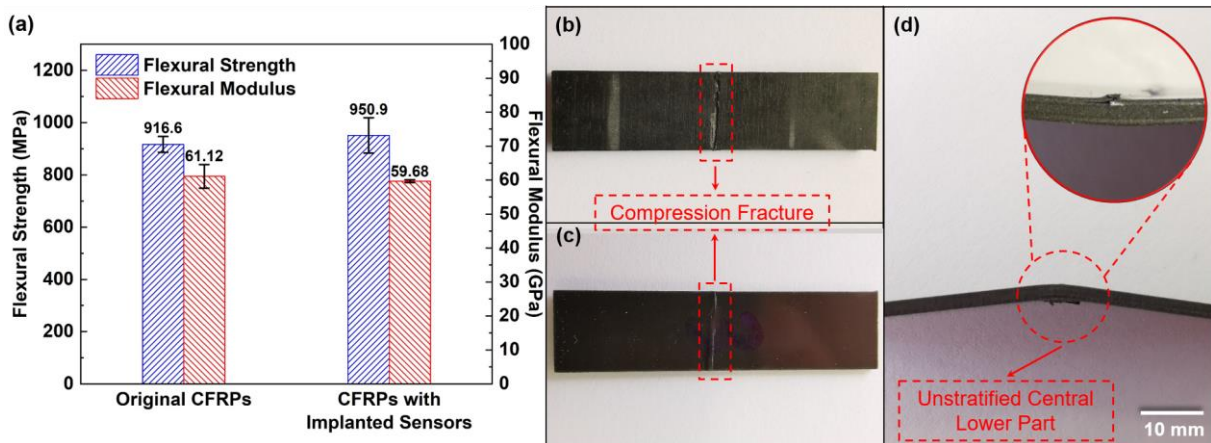 (a)
1200
1000
800
600
400
200
0
Flexural Strength (MPa)
Flexural Strength
Flexural Modulus
916.6
61.12
950.9
59.68
Original CFRPs
CFRPs with
Implanted Sensors
100
90
80
70
60
50
40
30
20
10
0
Flexural Modulus (GPa)
(b)
Compression Fracture
(c)
(d)
Unstratified Central
Lower Part
10 mm